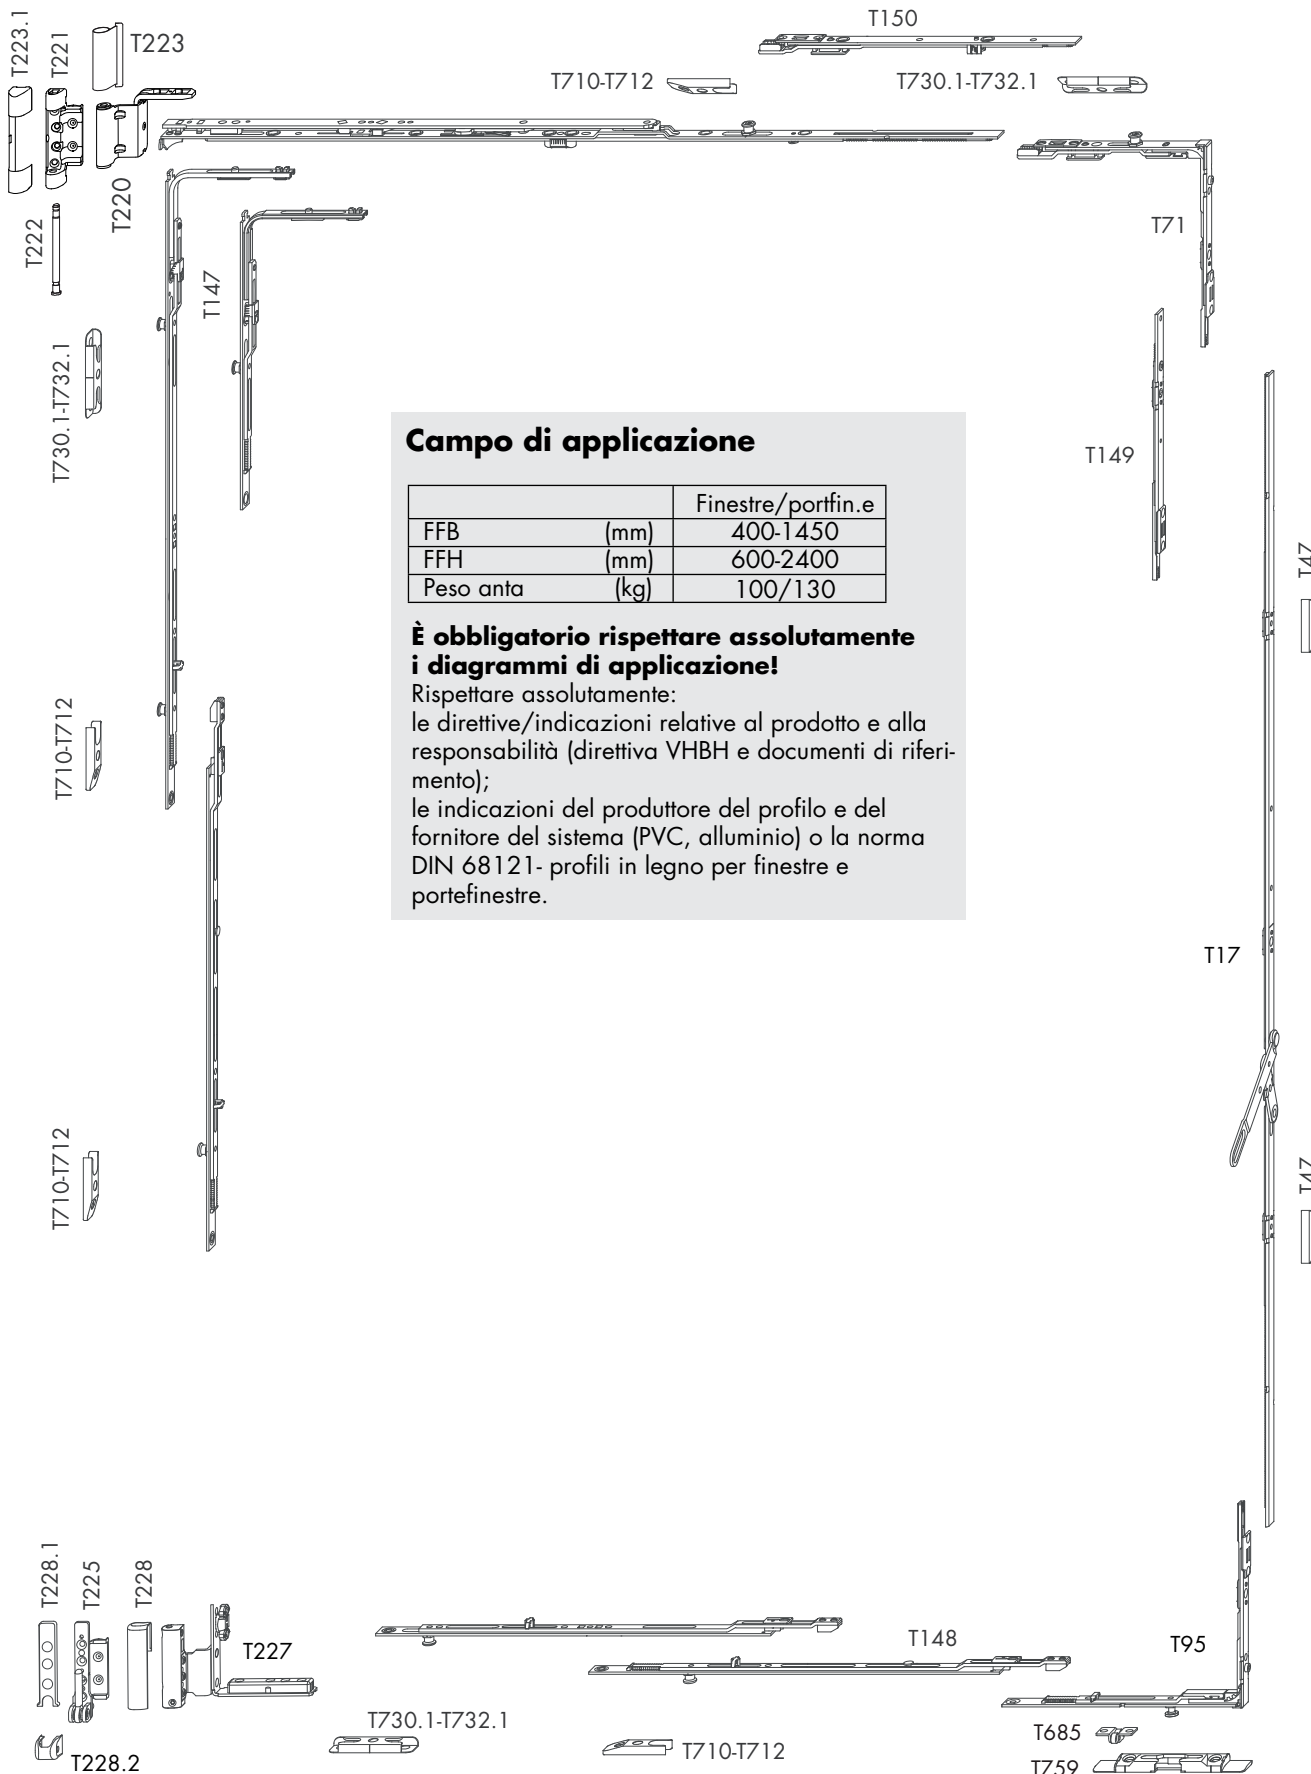 T223.1
T221
T223
T150
T710-T712
T730.1-T732.1
T222
T220
T147
T71
T730.1-T732.1
T149
Campo di applicazione
Finestre/portfin.e
FFB (mm) 400-1450
FFH (mm) 600-2400
Peso anta (kg) 100/130
È obbligatorio rispettare assolutamente
i diagrammi di applicazione!
Rispettare assolutamente:
le direttive/indicazioni relative al prodotto e alla
responsabilità (direttiva VHBH e documenti di riferi-
mento);
le indicazioni del produttore del profilo e del
fornitore del sistema (PVC, alluminio) o la norma
DIN 68121- profili in legno per finestre e
portefinestre.
T47
T710-T712
T17
T710-T712
T47
T228.1
T225
T228
T227
T148
T95
T730.1-T732.1
T710-T712
T685
T759
T228.2